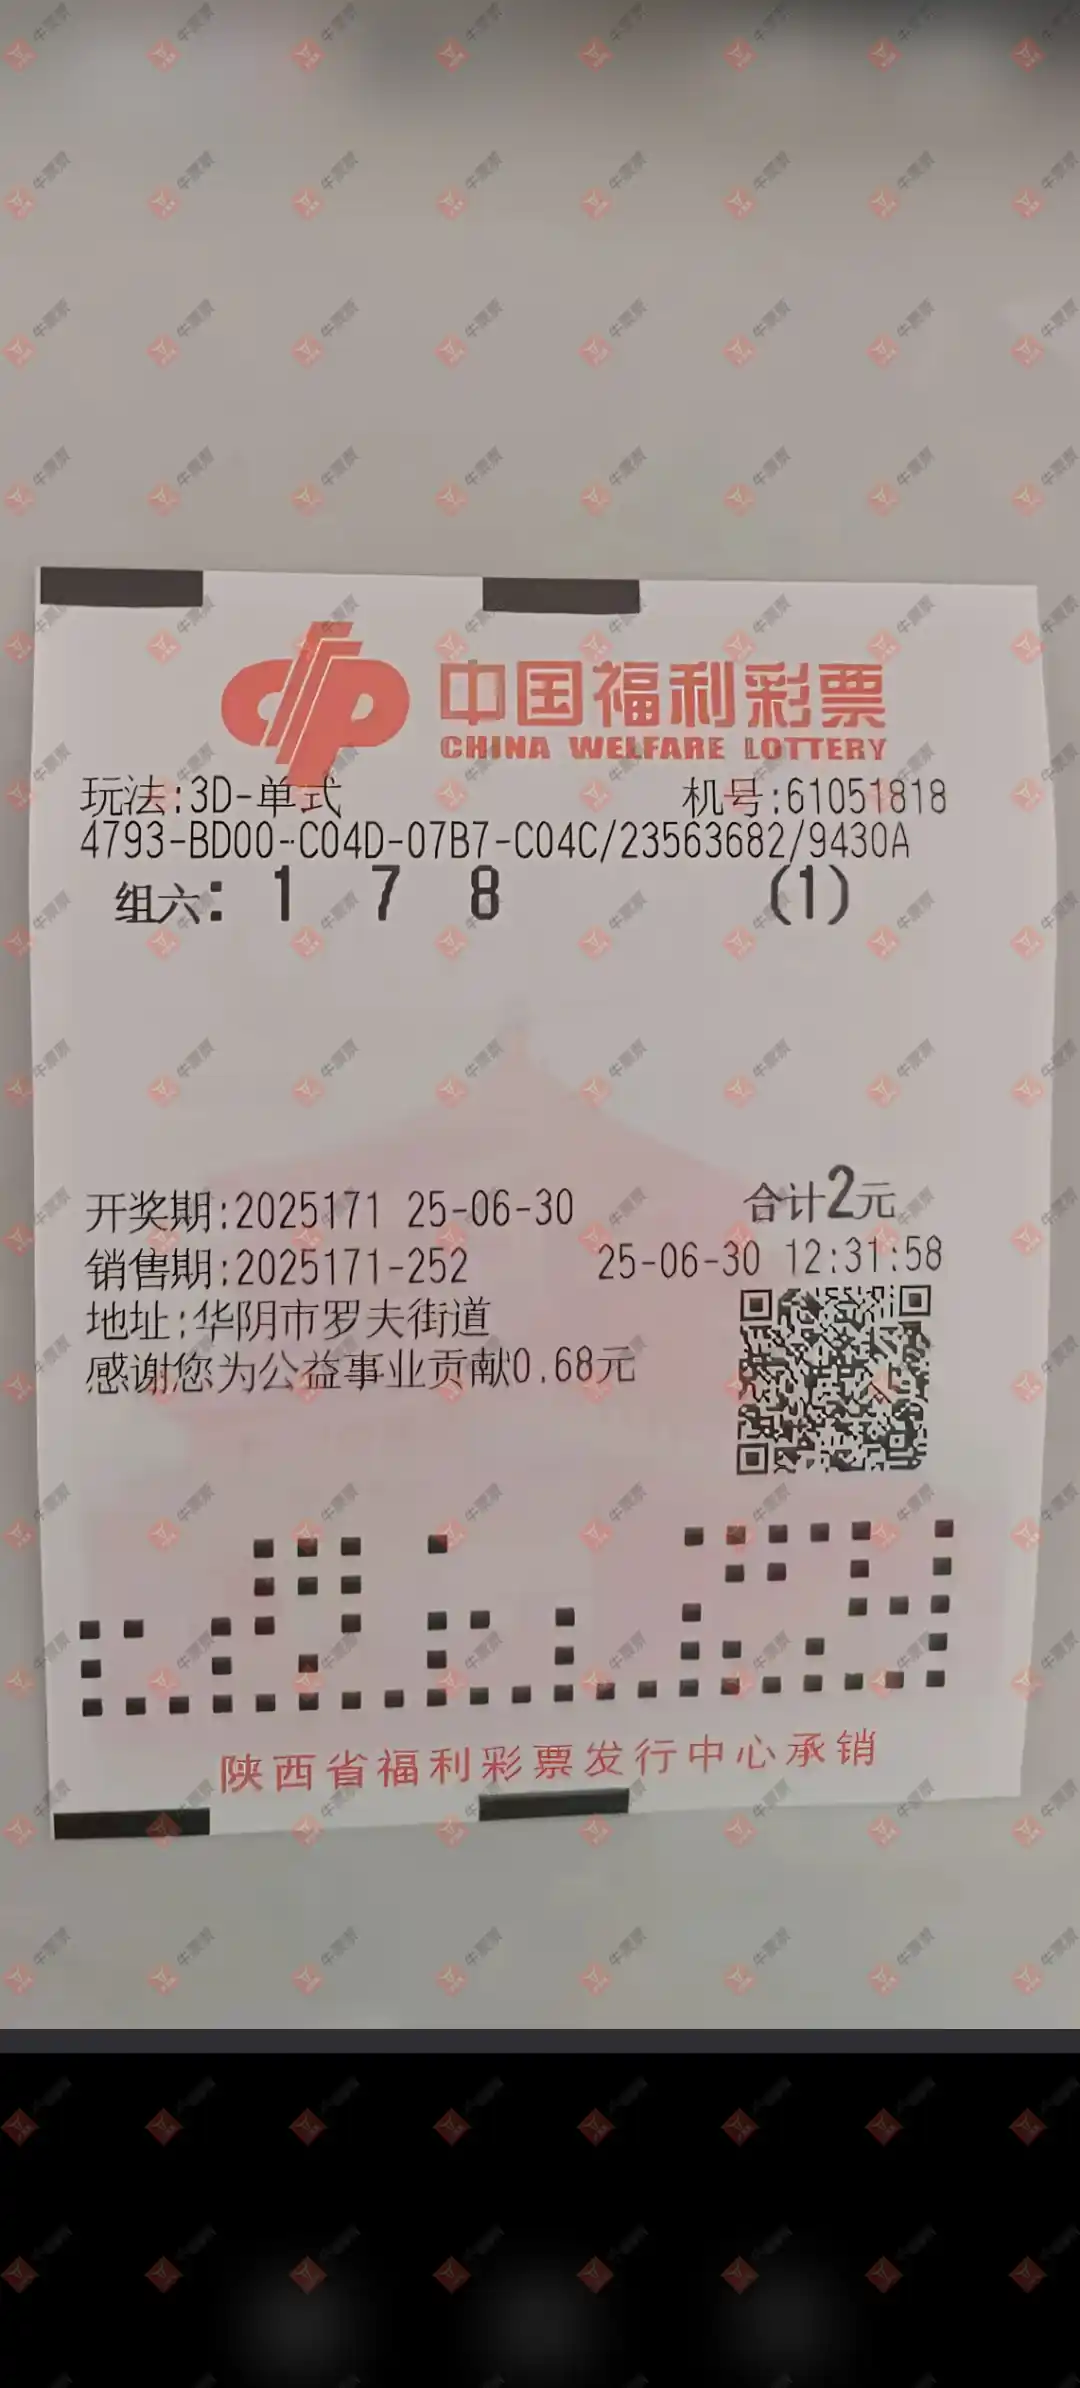 中国福利彩票
CHINA WELFARE LOTTERY
玩法:3D-单式 机号:61051818
4793-BD00-C04D-07B7-C04C/23563682/9430A
组六: 1 7 8 (1)
开奖期:2025171 25-06-30 合计2元
销售期:2025171-252 25-06-30 12:31:58
地址:华阴市罗夫街道
感谢您为公益事业贡献0.68元
陕西省福利彩票发行中心承销